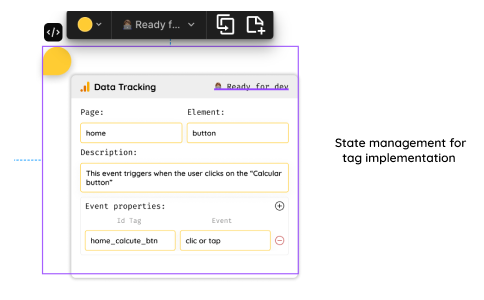 </>
Ready f...
Data Tracking
Ready for dev
Page:
Element:
home
button
Description:
This event triggers when the user clicks on the “Calcular
button”
Event properties:
Id Tag
Event
home_calcute_btn
clic or tap
State management for
tag implementation